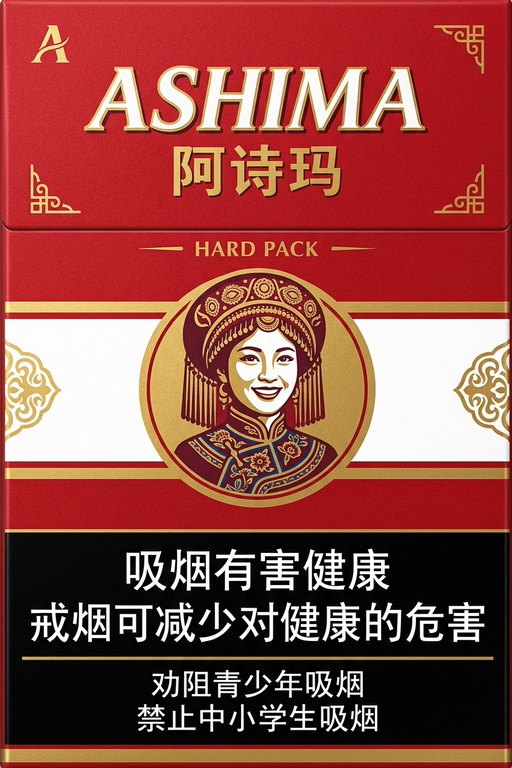 A
ASHIMA
阿诗玛
HARD PACK
吸烟有害健康
戒烟可减少对健康的危害
劝阻青少年吸烟
禁止中小学生吸烟